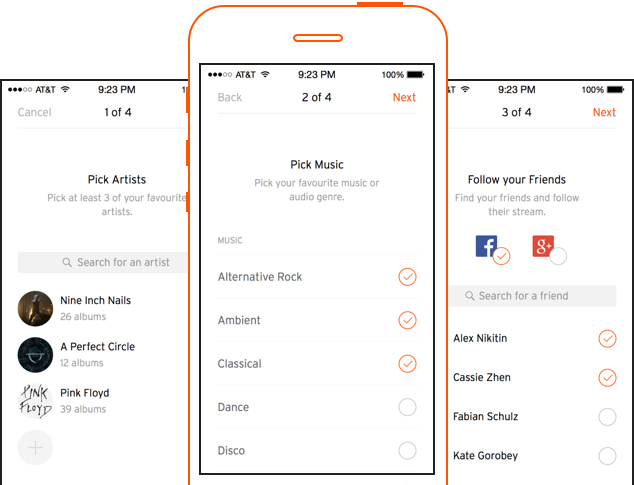 AT&T 9:23 PM 1
Cancel 1 of 4
Pick Artists
Pick at least 3 of your favourite
artists.
Search for an artist
Nine Inch Nails
26 albums
A Perfect Circle
12 albums
PINK
FLOYD
Pink Floyd
39 albums
AT&T 9:23 PM 100%
Back 2 of 4 Next
Pick Music
Pick your favourite music or
audio genre.
MUSIC
Alternative Rock
Ambient
Classical
Dance
Disco
&T 9:23 PM 100%
3 of 4 Next
Follow your Friends
Find your friends and follow
their stream.
f g+
Search for a friend
Alex Nikitin
Cassie Zhen
Fabian Schulz
Kate Gorobey